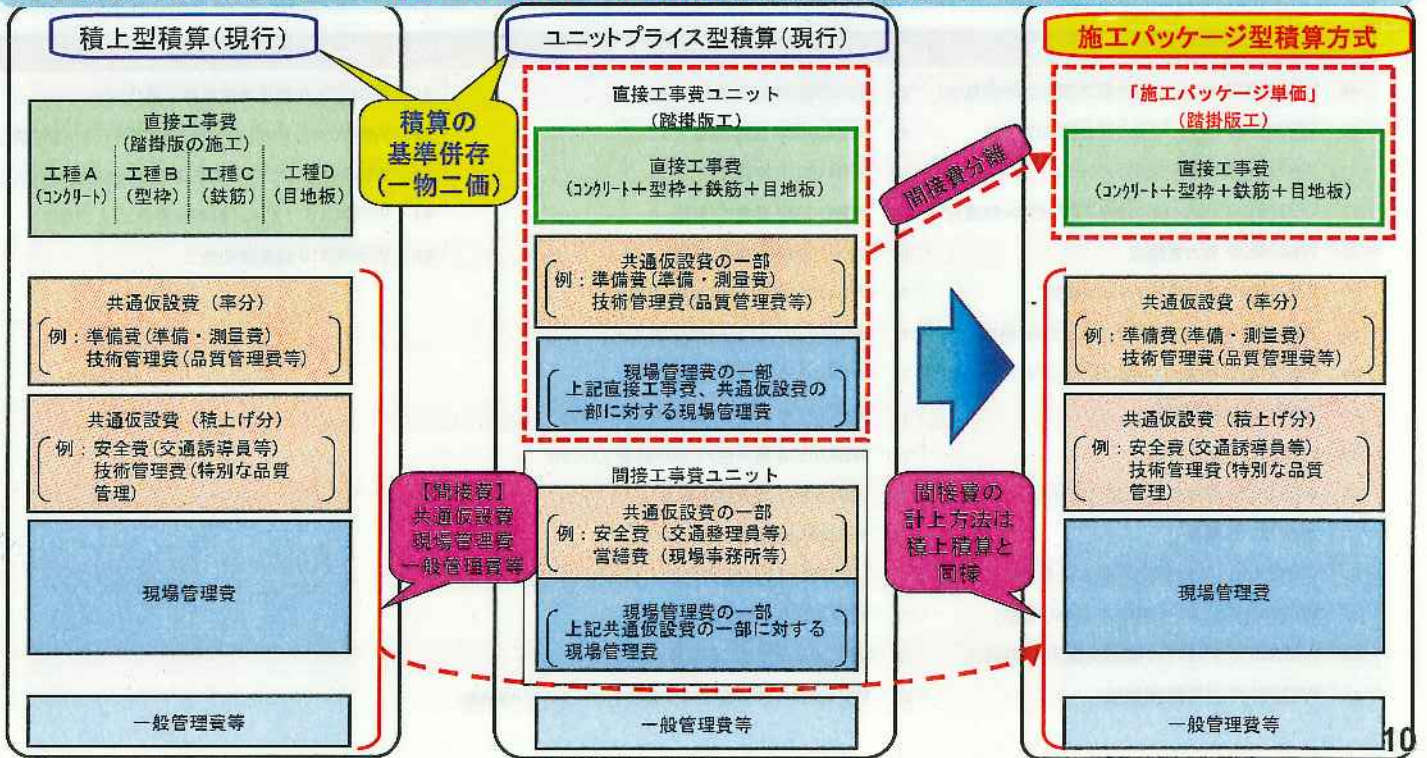 積上型積算(現行)
直接工事費
(踏掛版の施工)
工種A
(コンクリート)
工種B
(型枠)
工種C
(鉄筋)
工種D
(目地板)
共通仮設費(率分)
例:準備費(準備・測量費)
技術管理費(品質管理費等)
共通仮設費(積上げ分)
例:安全費(交通誘導員等)
技術管理費(特別な品質
管理)
現場管理費
一般管理費等
積算の
基準併存
(一物二価)
【間接費】
共通仮設費
現場管理費
一般管理費等
ユニットプライス型積算(現行)
直接工事費ユニット
(踏掛版工)
直接工事費
(コンクリート+型枠+鉄筋+目地板)
共通仮設費の一部
例:準備費(準備・測量費)
技術管理費(品質管理費等)
現場管理費の一部
上記直接工事費、共通仮設費の
一部に対する現場管理費
間接工事費ユニット
共通仮設費の一部
例:安全費(交通整理員等)
営繕費(現場事務所等)
現場管理費の一部
上記共通仮設費の一部に対する
現場管理費
一般管理費等
間接費分離
間接費の
計上方法は
積上積算と
同様
施工パッケージ型積算方式
「施工パッケージ単価」
(踏掛版工)
直接工事費
(コンクリート+型枠+鉄筋+目地板)
共通仮設費(率分)
例:準備費(準備・測量費)
技術管理費(品質管理費等)
共通仮設費(積上げ分)
例:安全費(交通誘導員等)
技術管理費(特別な品質
管理)
現場管理費
一般管理費等
10